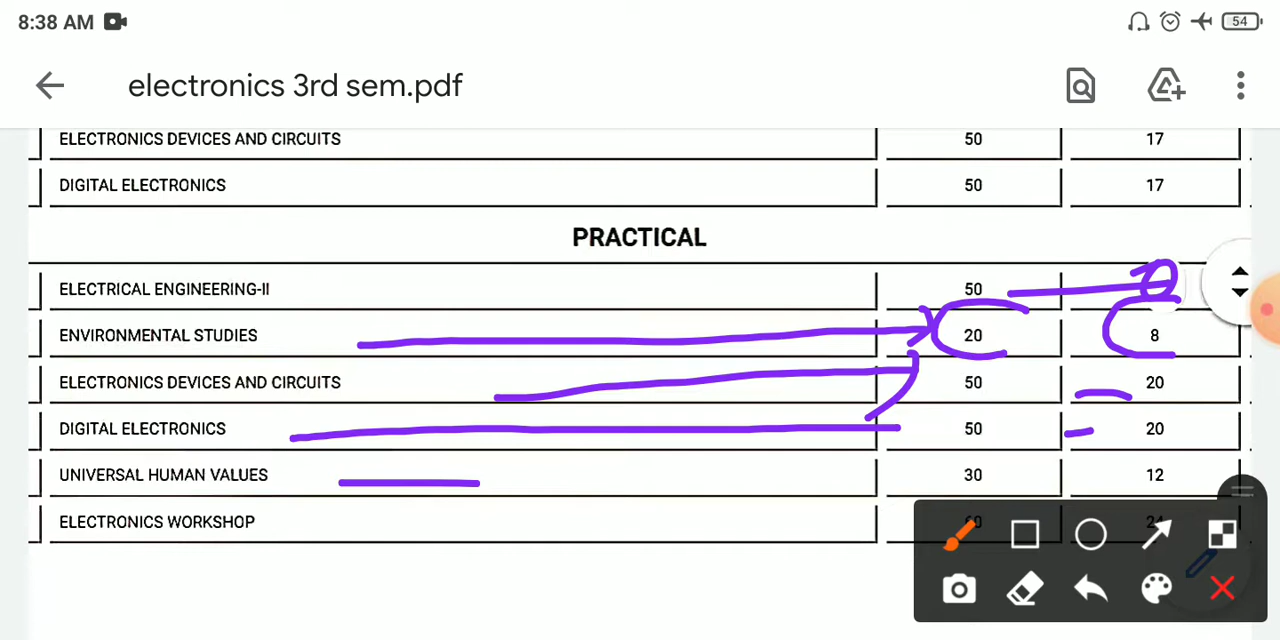 8:38 AM 54
electronics 3rd sem.pdf
ELECTRONICS DEVICES AND CIRCUITS 50 17
DIGITAL ELECTRONICS 50 17
PRACTICAL
ELECTRICAL ENGINEERING-II 50
ENVIRONMENTAL STUDIES 20 8
ELECTRONICS DEVICES AND CIRCUITS 50 20
DIGITAL ELECTRONICS 50 20
UNIVERSAL HUMAN VALUES 30 12
ELECTRONICS WORKSHOP